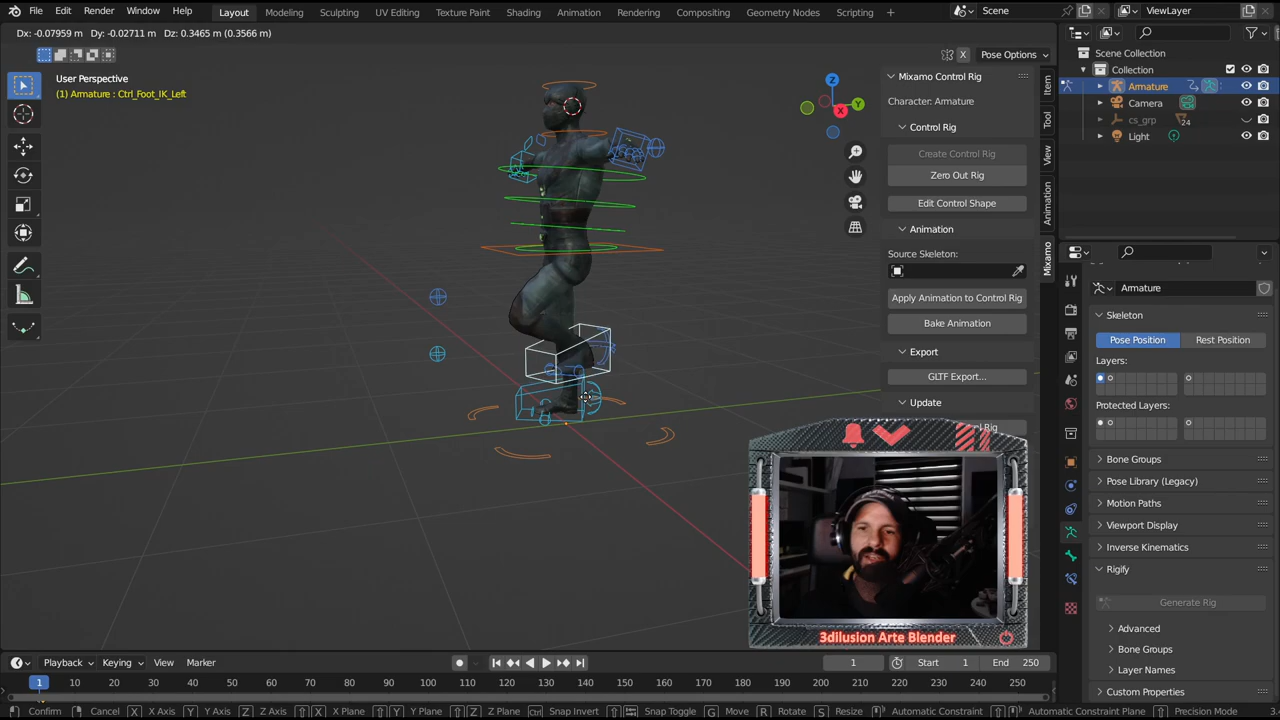 File Edit Render Window Help Layout Modeling Sculpting UV Editing Texture Paint Shading Animation Rendering Compositing Geometry Nodes Scripting + Scene ViewLayer
Dx: -0.07959 m Dy: -0.02711 m Dz: 0.3465 m (0.3566 m)
X Pose Options
User Perspective
(1) Armature : Ctrl_Foot_IK_Left
Z
Y
X
Mixamo Control Rig
Character: Armature
Control Rig
Create Control Rig
Zero Out Rig
Edit Control Shape
Animation
Source Skeleton:
Apply Animation to Control Rig
Bake Animation
Export
GLTF Export...
Update
Item
Tool
View
Animation
Mixamo
Scene Collection
Collection
Armature
Camera
cs_grp
24
Light
Armature
Skeleton
Pose Position Rest Position
Layers:
Protected Layers:
Bone Groups
Pose Library (Legacy)
Motion Paths
Viewport Display
Inverse Kinematics
Rigify
Generate Rig
Advanced
Bone Groups
Layer Names
Custom Properties
3dilusion Arte Blender
Playback Keying View Marker 1 Start 1 End 250
1 10 20 30 40 50 60 70 80 90 100 110 120 130 140 150 160 170 180 190 200 210 220 230 240 250
Confirm Cancel X X Axis Y Y Axis Z Z Axis X X Plane Y Y Plane Z Z Plane Snap Invert Snap Toggle G Move R Rotate S Resize Automatic Constraint Automatic Constraint Plane Precision Mode 3.